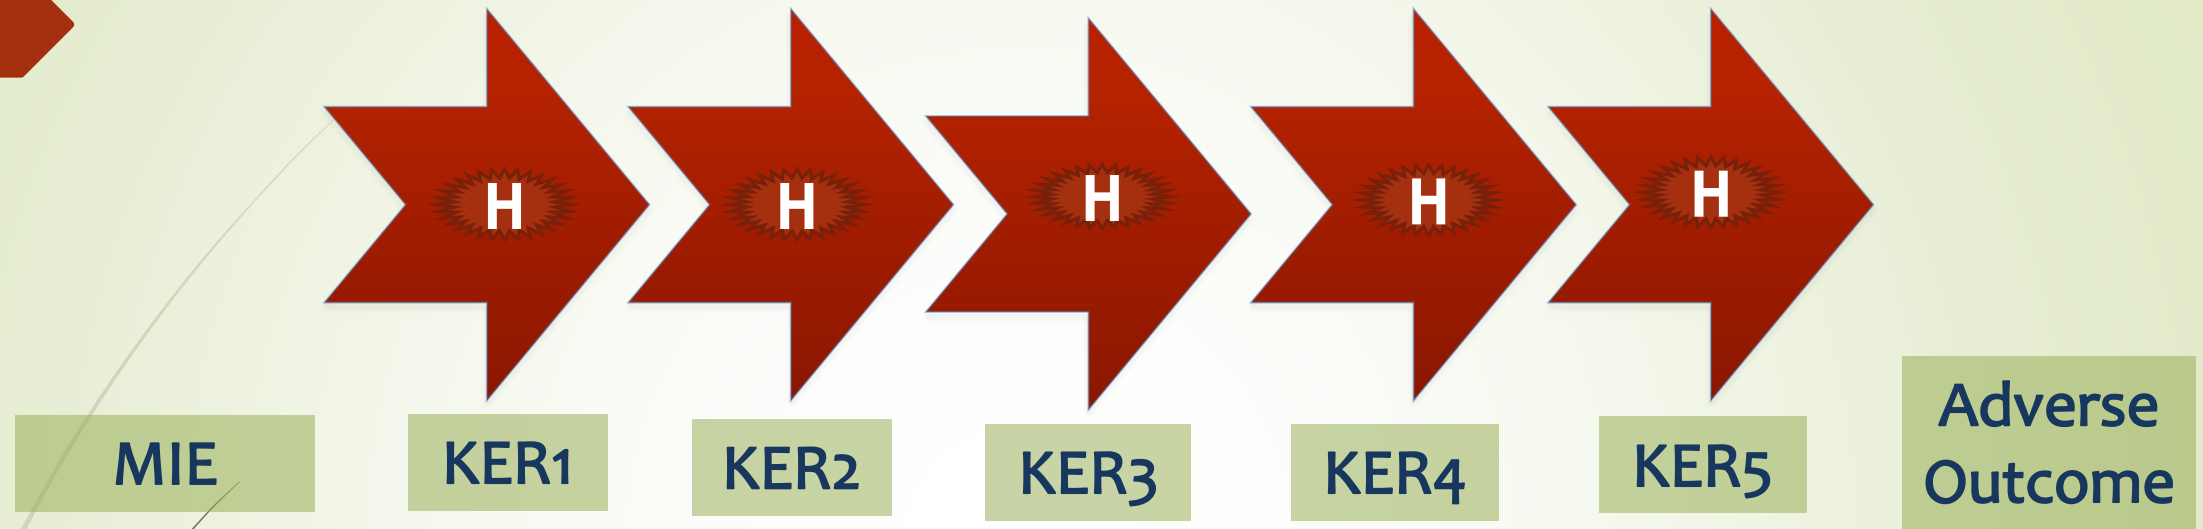 H
H
H
H
H
MIE
KER1
KER2
KER3
KER4
KER5
Adverse
Outcome